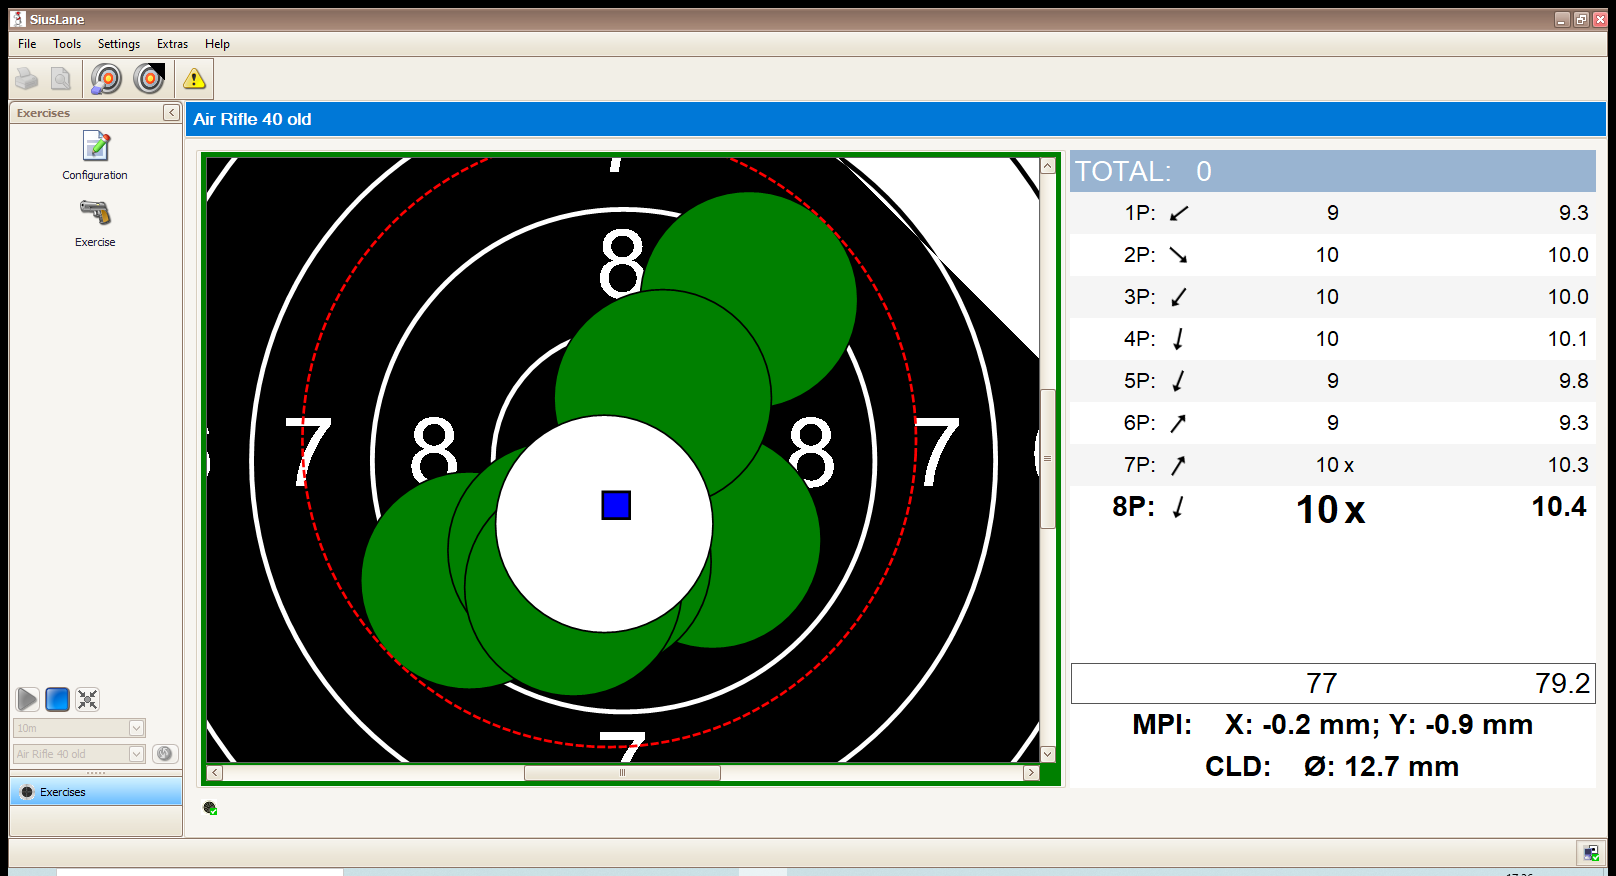 SiusLane
File Tools Settings Extras Help
Exercises
Configuration
Exercise
10m
Air Rifle 40 old
Exercises
Air Rifle 40 old
7
8
7 8 8 7
7
TOTAL: 0
1P: 9 9.3
2P: 10 10.0
3P: 10 10.0
4P: 10 10.1
5P: 9 9.8
6P: 9 9.3
7P: 10 x 10.3
8P: 10 x 10.4
77 79.2
MPI: X: -0.2 mm; Y: -0.9 mm
CLD: Ø: 12.7 mm